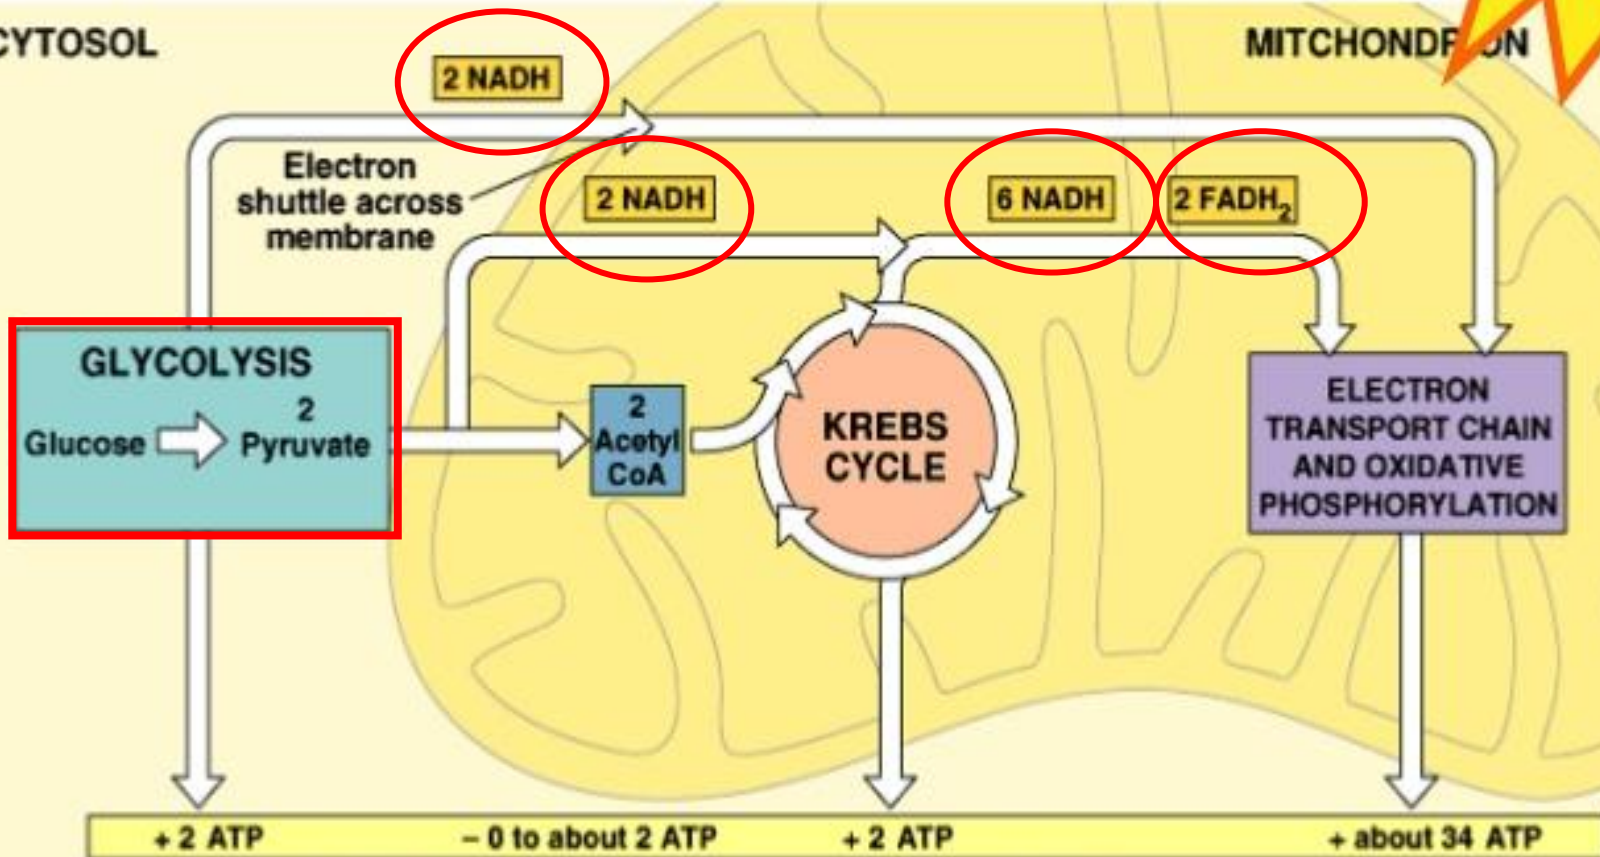 CYTOSOL
MITCHONDRION
2 NADH
Electron
shuttle across
membrane
2 NADH
6 NADH
2 FADH₂
GLYCOLYSIS
Glucose
2
Pyruvate
2
Acetyl
CoA
KREBS
CYCLE
ELECTRON
TRANSPORT CHAIN
AND OXIDATIVE
PHOSPHORYLATION
+ 2 ATP
– 0 to about 2 ATP
+ 2 ATP
+ about 34 ATP